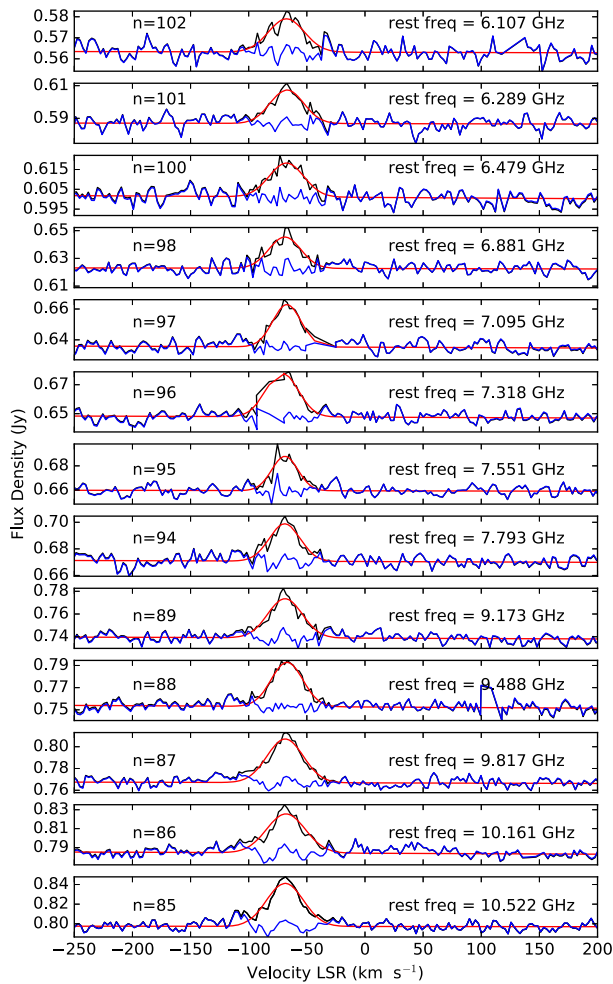 0.58
n=102
rest freq = 6.107 GHz
0.57
0.56
0.61
n=101
rest freq = 6.289 GHz
0.59
n=100
rest freq = 6.479 GHz
0.615
0.605
0.595
0.65
n=98
rest freq = 6.881 GHz
0.63
0.61
0.66
n=97
rest freq = 7.095 GHz
0.64
0.67
n=96
rest freq = 7.318 GHz
0.65
n=95
rest freq = 7.551 GHz
0.68
0.66
0.70
n=94
rest freq = 7.793 GHz
0.68
0.66
0.78
n=89
rest freq = 9.173 GHz
0.76
0.74
0.79
n=88
rest freq = 9.488 GHz
0.77
0.75
0.80
n=87
rest freq = 9.817 GHz
0.78
0.76
0.83
n=86
rest freq = 10.161 GHz
0.81
0.79
0.84
n=85
rest freq = 10.522 GHz
0.82
0.80
Flux Density (Jy)
−250 −200 −150 −100 −50 0 50 100 150 200
Velocity LSR (km s⁻¹)